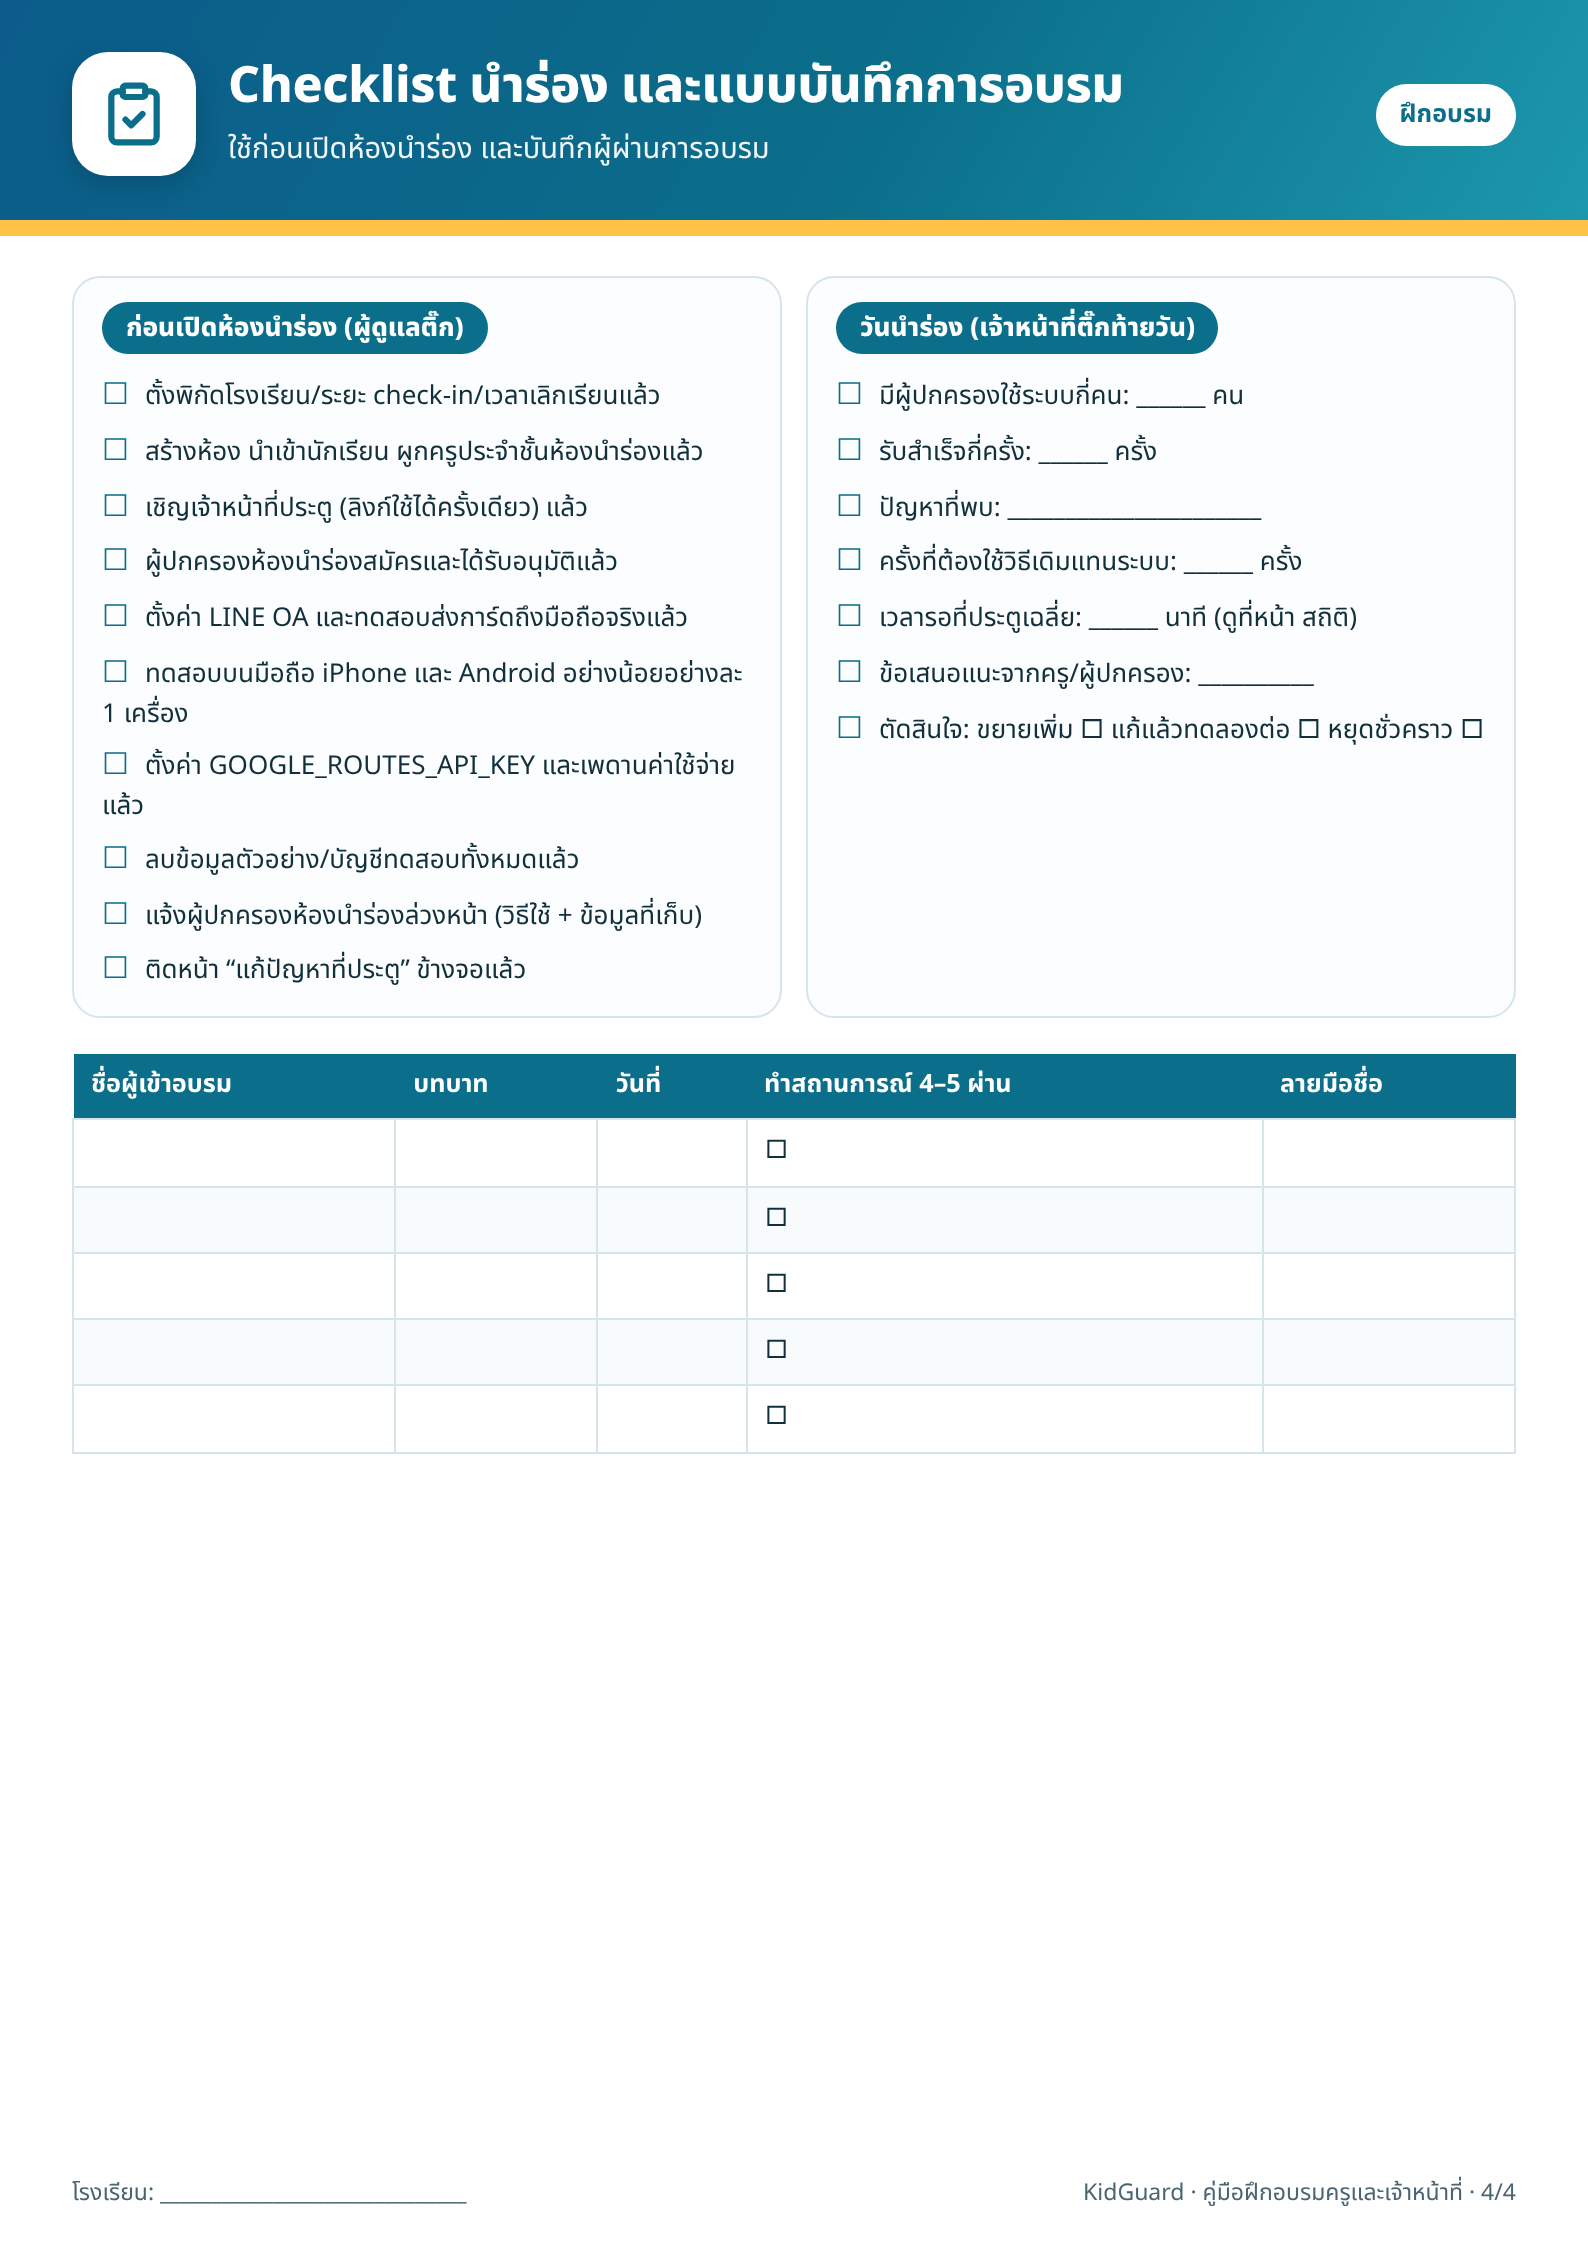 Checklist นำร่อง และแบบบันทึกการอบรม
ใช้ก่อนเปิดห้องนำร่อง และบันทึกผู้ผ่านการอบรม
ฝึกอบรม
ก่อนเปิดห้องนำร่อง (ผู้ดูแลติ๊ก)
☐ ตั้งพิกัดโรงเรียน/ระยะ check-in/เวลาเลิกเรียนแล้ว
☐ สร้างห้อง นำเข้านักเรียน ผูกครูประจำชั้นห้องนำร่องแล้ว
☐ เชิญเจ้าหน้าที่ประตู (ลิงก์ใช้ได้ครั้งเดียว) แล้ว
☐ ผู้ปกครองห้องนำร่องสมัครและได้รับอนุมัติแล้ว
☐ ตั้งค่า LINE OA และทดสอบส่งการ์ดถึงมือถือจริงแล้ว
☐ ทดสอบบนมือถือ iPhone และ Android อย่างน้อยอย่างละ
1 เครื่อง
☐ ตั้งค่า GOOGLE_ROUTES_API_KEY และเพดานค่าใช้จ่าย
แล้ว
☐ ลบข้อมูลตัวอย่าง/บัญชีทดสอบทั้งหมดแล้ว
☐ แจ้งผู้ปกครองห้องนำร่องล่วงหน้า (วิธีใช้ + ข้อมูลที่เก็บ)
☐ ติดหน้า “แก้ปัญหาที่ประตู” ข้างจอแล้ว
วันนำร่อง (เจ้าหน้าที่ติ๊กท้ายวัน)
☐ มีผู้ปกครองใช้ระบบกี่คน: ______ คน
☐ รับสำเร็จกี่ครั้ง: ______ ครั้ง
☐ ปัญหาที่พบ: ______________________
☐ ครั้งที่ต้องใช้วิธีเดิมแทนระบบ: ______ ครั้ง
☐ เวลารอที่ประตูเฉลี่ย: ______ นาที (ดูที่หน้า สถิติ)
☐ ข้อเสนอแนะจากครู/ผู้ปกครอง: __________
☐ ตัดสินใจ: ขยายเพิ่ม ☐ แก้แล้วทดลองต่อ ☐ หยุดชั่วคราว ☐
ชื่อผู้เข้าอบรม บทบาท วันที่ ทำสถานการณ์ 4–5 ผ่าน ลายมือชื่อ
☐
☐
☐
☐
☐
โรงเรียน: ____________________________
KidGuard · คู่มือฝึกอบรมครูและเจ้าหน้าที่ · 4/4